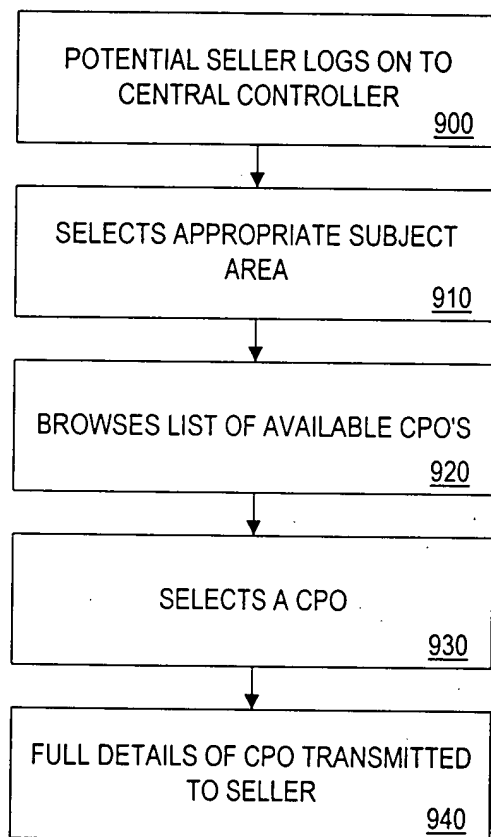 POTENTIAL SELLER LOGS ON TO
CENTRAL CONTROLLER
900
SELECTS APPROPRIATE SUBJECT
AREA
910
BROWSES LIST OF AVAILABLE CPO'S
920
SELECTS A CPO
930
FULL DETAILS OF CPO TRANSMITTED
TO SELLER
940